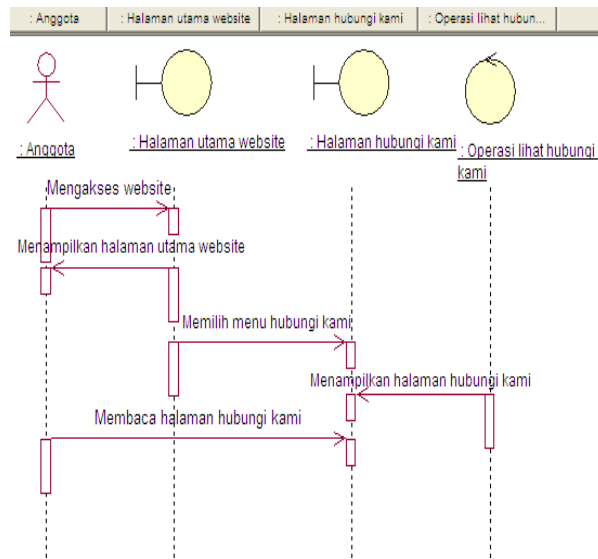 : Anggota
: Halaman utama website
: Halaman hubungi kami
: Operasi lihat hubun...
: Anggota
: Halaman utama website
: Halaman hubungi kami
: Operasi lihat hubungi
kami
Mengakses website
Menampilkan halaman utama website
Memilih menu hubungi kami
Menampilkan halaman hubungi kami
Membaca halaman hubungi kami